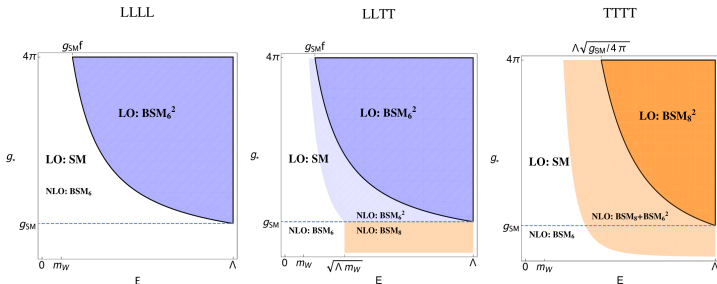 LLLL
g_SM f
4π
LO: BSM₆²
g*
LO: SM
NLO: BSM₆
g_SM
0 m_W Λ
E
LLTT
g_SM f
4π
LO: BSM₆²
LO: SM
NLO: BSM₆²
g_SM
NLO: BSM₆ NLO: BSM₈
0 m_W √(Λ m_W) Λ
E
TTTT
Λ√(g_SM/4π)
4π
LO: BSM₈²
g*
LO: SM
NLO: BSM₈+BSM₆²
g_SM
NLO: BSM₆
0 m_W Λ
E